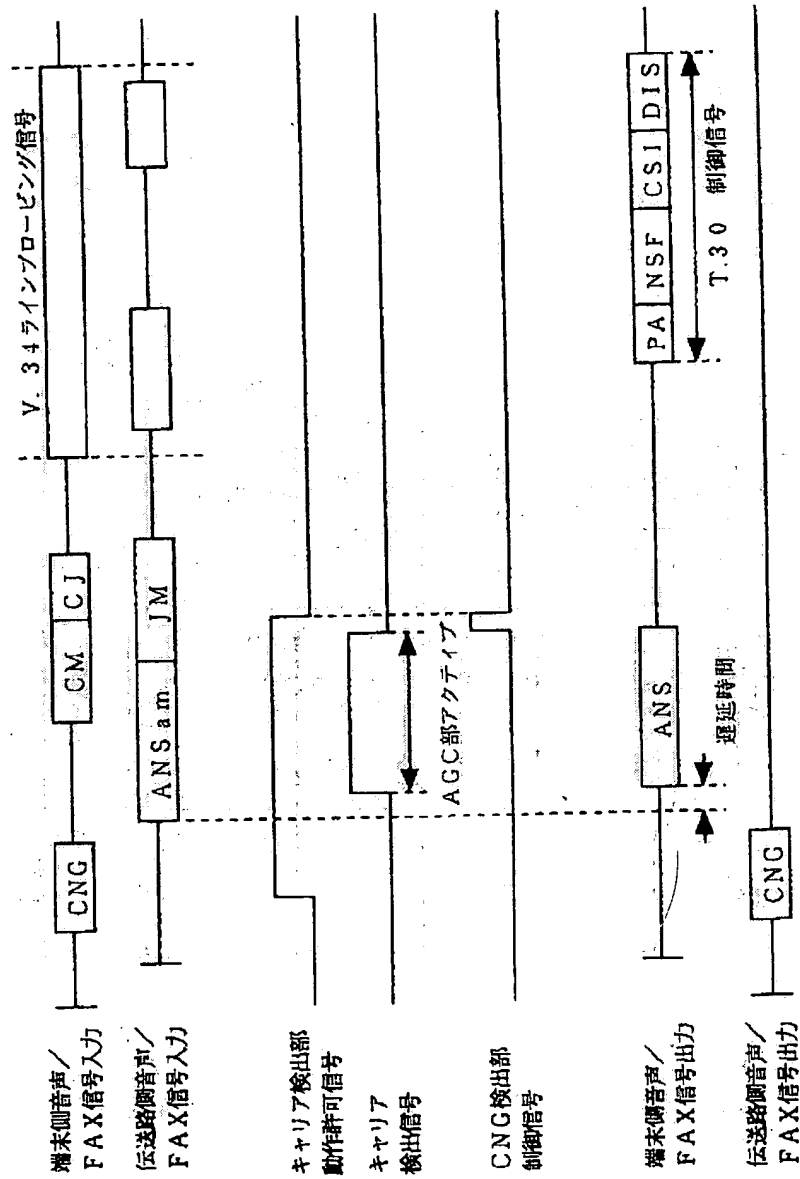 端末側音声／
ＦＡＸ信号入力
CNG
CM
CJ
V. 34ラインプロービング信号
伝送路側音声／
ＦＡＸ信号入力
ANSam
JM
キャリア検出部
動作許可信号
キャリア
検出信号
AGC部アクティブ
CNG検出部
制御信号
端末側音声／
ＦＡＸ信号出力
ANS
遅延時間
PA
NSF
CSI
DIS
T.30 制御信号
伝送路側音声／
ＦＡＸ信号出力
CNG